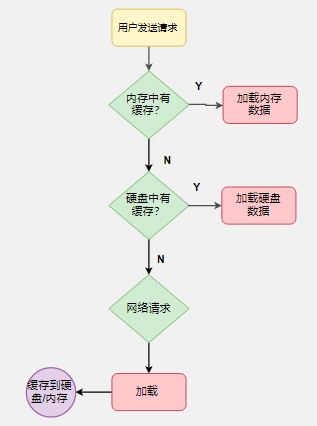 用户发送请求
内存中有
缓存?
Y
加载内存
数据
N
硬盘中有
缓存?
Y
加载硬盘
数据
N
网络请求
加载
缓存到硬
盘/内存